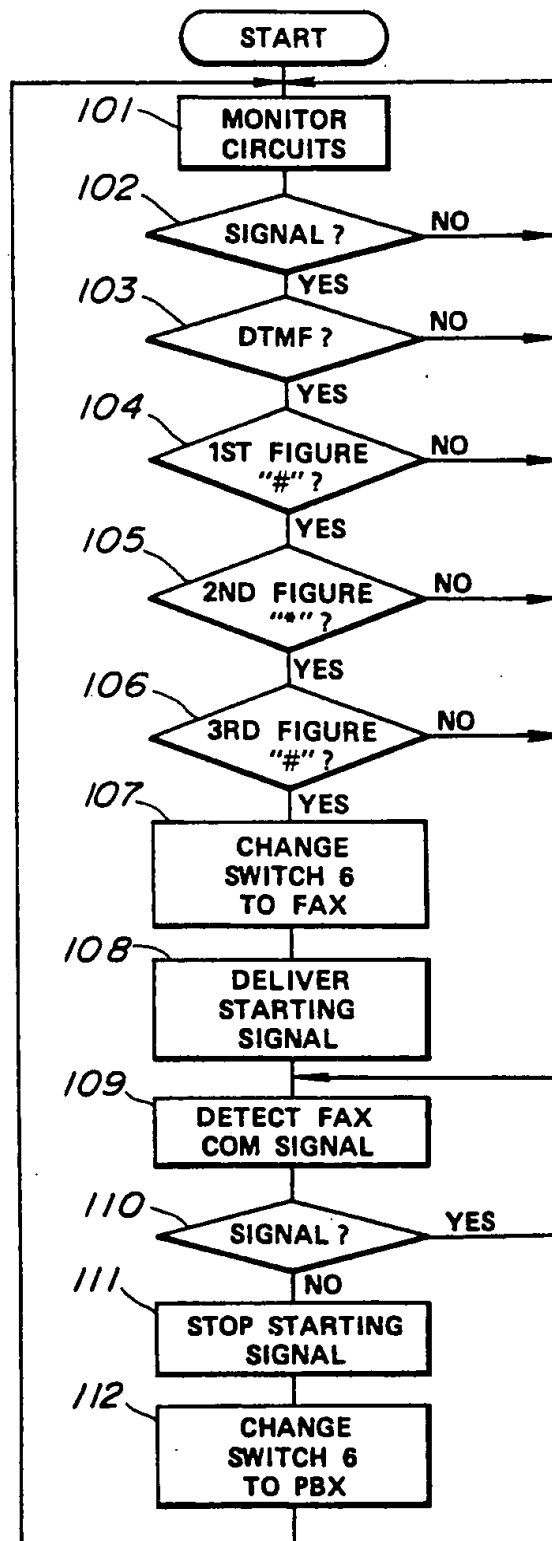 START
101
MONITOR
CIRCUITS
102
SIGNAL ?
NO
YES
103
DTMF ?
NO
YES
104
1ST FIGURE
"#" ?
NO
YES
105
2ND FIGURE
"*" ?
NO
YES
106
3RD FIGURE
"#" ?
NO
YES
107
CHANGE
SWITCH 6
TO FAX
108
DELIVER
STARTING
SIGNAL
109
DETECT FAX
COM SIGNAL
110
SIGNAL ?
YES
NO
111
STOP STARTING
SIGNAL
112
CHANGE
SWITCH 6
TO PBX